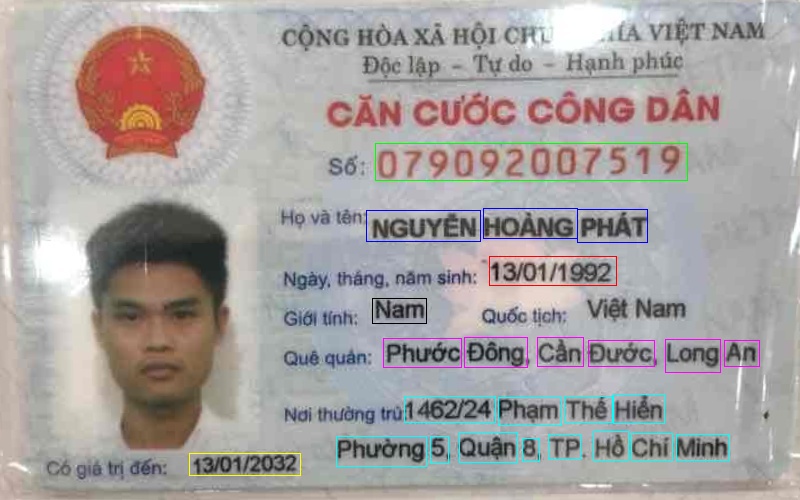 CỘNG HÒA XÃ HỘI CHỦ NGHĨA VIỆT NAM
Độc lập - Tự do - Hạnh phúc
CĂN CƯỚC CÔNG DÂN
Số: 079092007519
Họ và tên: NGUYỄN HOÀNG PHÁT
Ngày, tháng, năm sinh: 13/01/1992
Giới tính: Nam Quốc tịch: Việt Nam
Quê quán: Phước Đông, Cần Đước, Long An
Nơi thường trú: 1462/24 Phạm Thế Hiển
Phường 5, Quận 8, TP. Hồ Chí Minh
Có giá trị đến: 13/01/2032